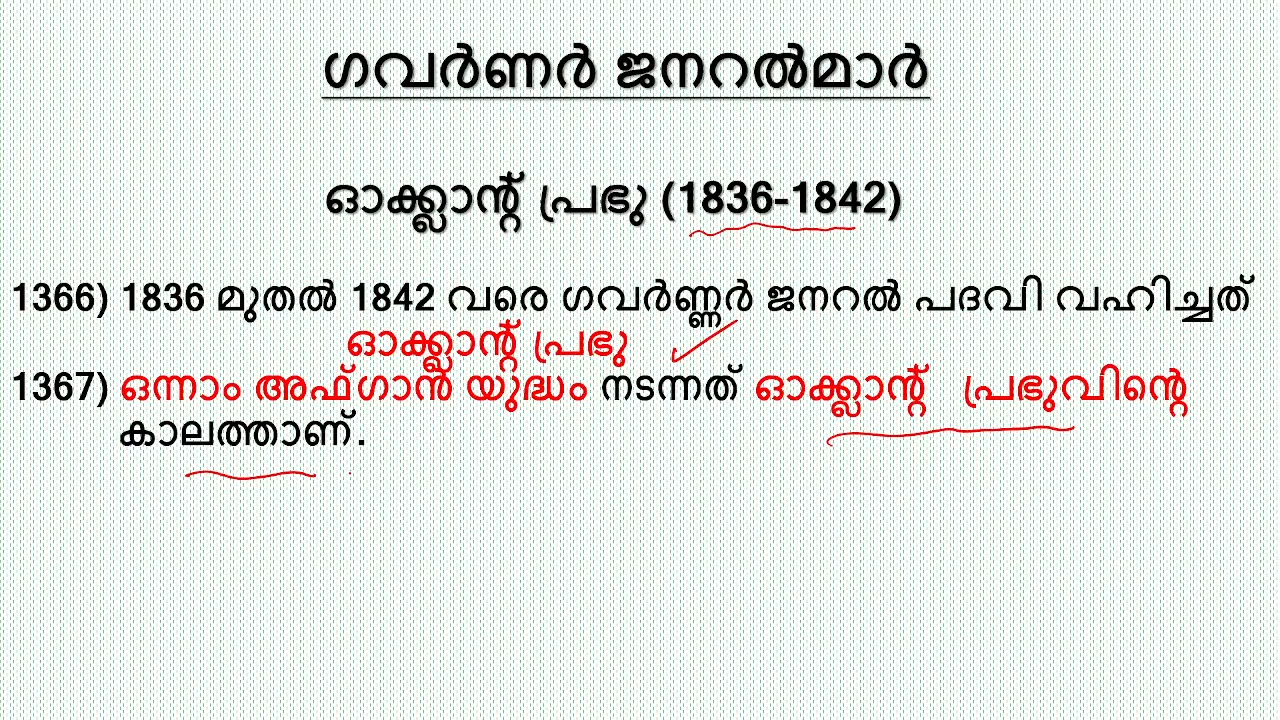 ഗവർണർ ജനറൽമാർ
ഓക്ലാന്റ് പ്രഭു (1836-1842)
1366) 1836 മുതൽ 1842 വരെ ഗവർണ്ണർ ജനറൽ പദവി വഹിച്ചത്
ഓക്ലാന്റ് പ്രഭു
1367) ഒന്നാം അഫ്ഗാൻ യുദ്ധം നടന്നത് ഓക്ലാന്റ് പ്രഭുവിന്റെ
കാലത്താണ്.